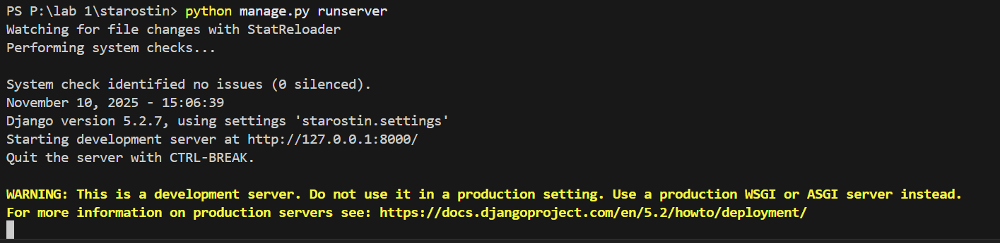 PS P:\lab 1\starostin> python manage.py runserver
Watching for file changes with StatReloader
Performing system checks...
System check identified no issues (0 silenced).
November 10, 2025 - 15:06:39
Django version 5.2.7, using settings 'starostin.settings'
Starting development server at http://127.0.0.1:8000/
Quit the server with CTRL-BREAK.
WARNING: This is a development server. Do not use it in a production setting. Use a production WSGI or ASGI server instead.
For more information on production servers see: https://docs.djangoproject.com/en/5.2/howto/deployment/